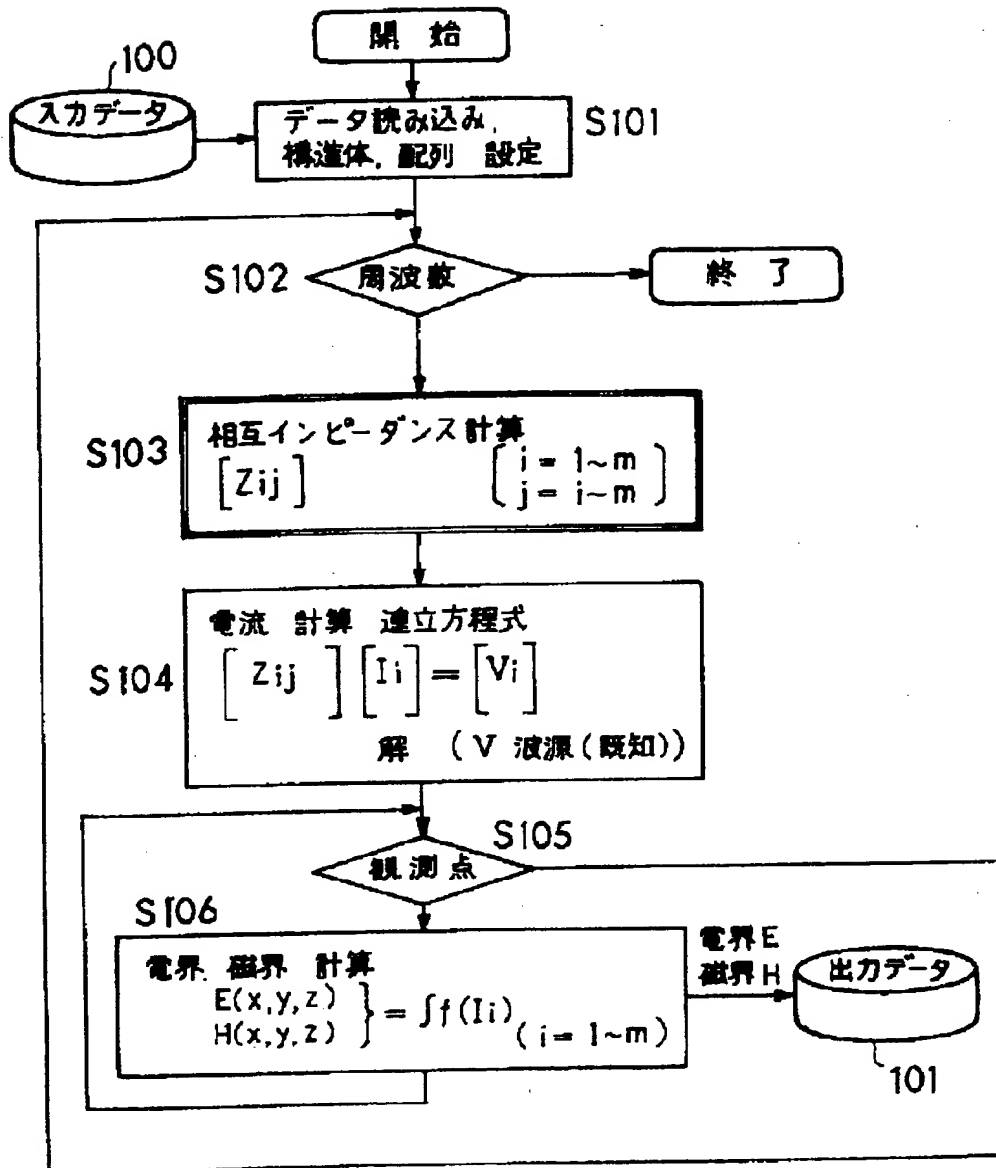 開 始
100
入力データ
データ読み込み,
構造体, 配列 設定
S101
S102
周波数
終 了
S103
相互インピーダンス計算
[Zij] ( i = 1~m
j = i~m )
S104
電流 計算 連立方程式
[ Zij ] [Ii] = [Vi]
解 (V 波源(既知))
S105
観測点
S106
電界, 磁界 計算
E(x,y,z)
H(x,y,z) } = ∫f(Ii) (i = 1~m)
電界E
磁界H
出力データ
101